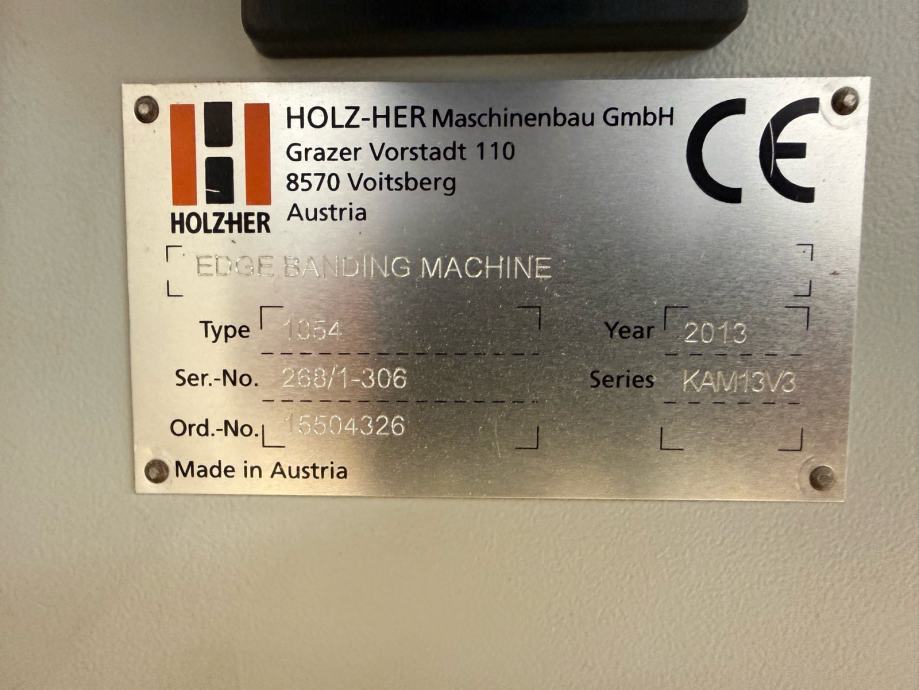 HOLZ-HER Maschinenbau GmbH
Grazer Vorstadt 110
8570 Voitsberg
Austria
HOLZHER
CE
EDGE BANDING MACHINE
Type 1054
Year 2013
Ser.-No. 268/1-306
Series KAM13V3
Ord.-No. 15504326
Made in Austria